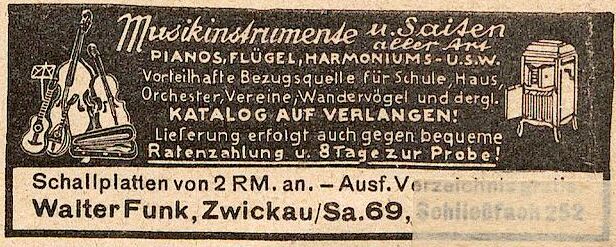 Musikinstrumente u. Saiten
aller Art
PIANOS, FLÜGEL, HARMONIUMS - U.S.W.
Vorteilhafte Bezugsquelle für Schule, Haus,
Orchester, Vereine, Wandervögel und dergl.
KATALOG AUF VERLANGEN!
Lieferung erfolgt auch gegen bequeme
Ratenzahlung u. 8 Tage zur Probe!
Schallplatten von 2 RM. an. – Ausf. Verzeichnis gratis
Walter Funk, Zwickau/Sa.69, Schließfach 252